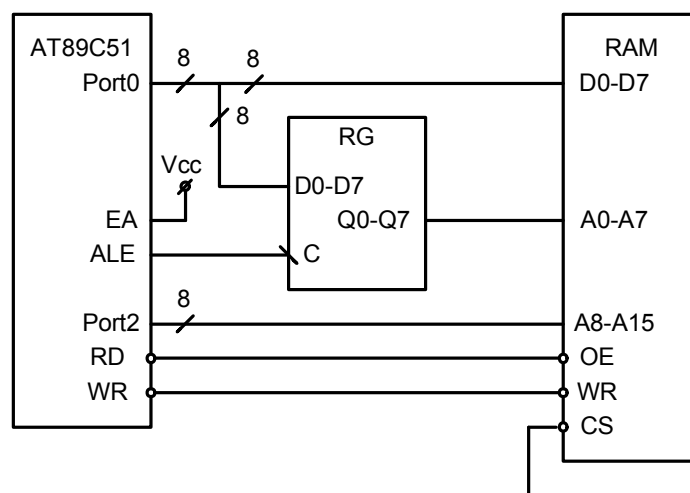 AT89C51
RAM
Port0
8
8
D0-D7
8
RG
Vcc
D0-D7
EA
Q0-Q7
A0-A7
ALE
C
Port2
8
A8-A15
RD
OE
WR
WR
CS